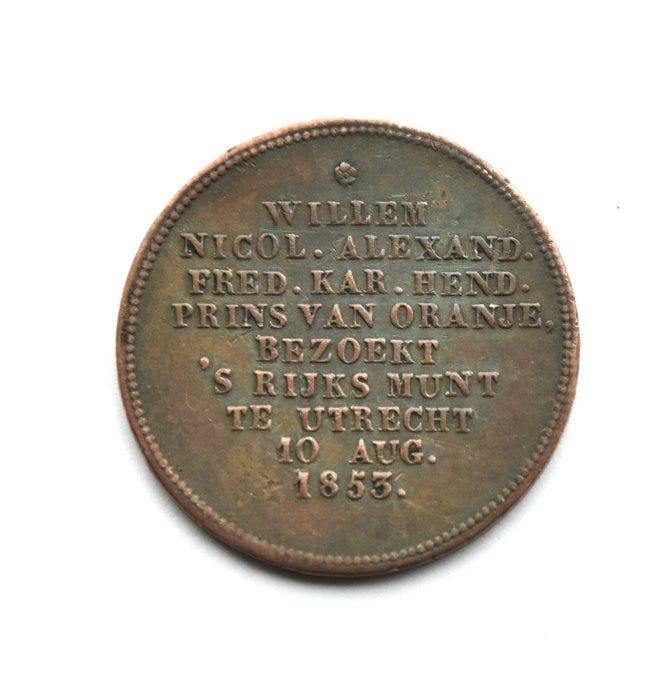 WILLEM
NICOL. ALEXAND.
FRED. KAR. HEND.
PRINS VAN ORANJE,
BEZOEKT
'S RIJKS MUNT
TE UTRECHT
10 AUG.
1853.